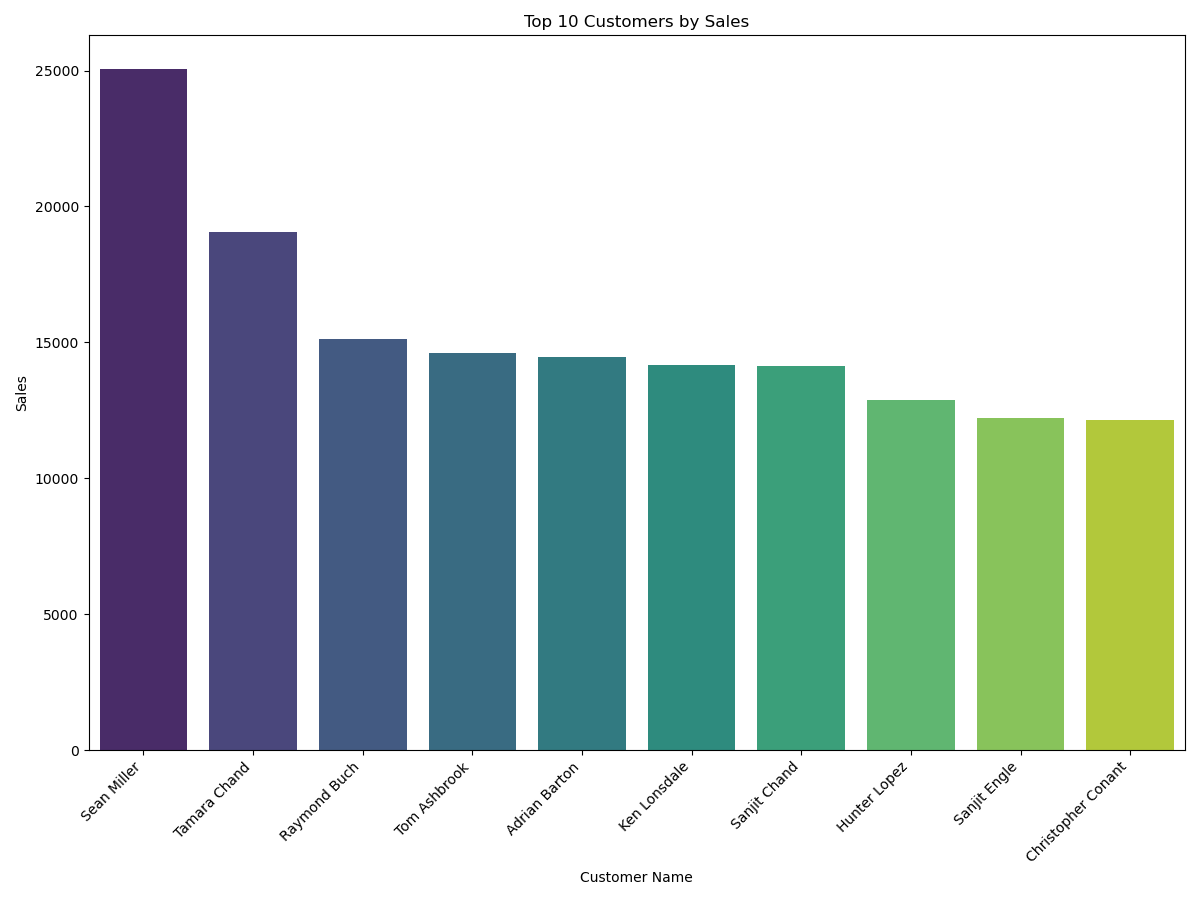 Top 10 Customers by Sales
25000
20000
15000
10000
5000
0
Sales
Sean Miller
Tamara Chand
Raymond Buch
Tom Ashbrook
Adrian Barton
Ken Lonsdale
Sanjit Chand
Hunter Lopez
Sanjit Engle
Christopher Conant
Customer Name